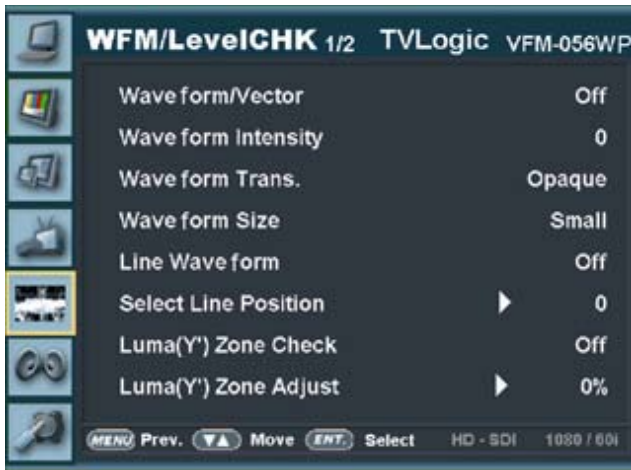 WFM/LevelCHK 1/2 TVLogic VFM-056WP
Wave form/Vector Off
Wave form Intensity 0
Wave form Trans. Opaque
Wave form Size Small
Line Wave form Off
Select Line Position ▶ 0
Luma(Y') Zone Check Off
Luma(Y') Zone Adjust ▶ 0%
MENU Prev. ▼▲ Move ENT. Select HD - SDI 1080 / 60i